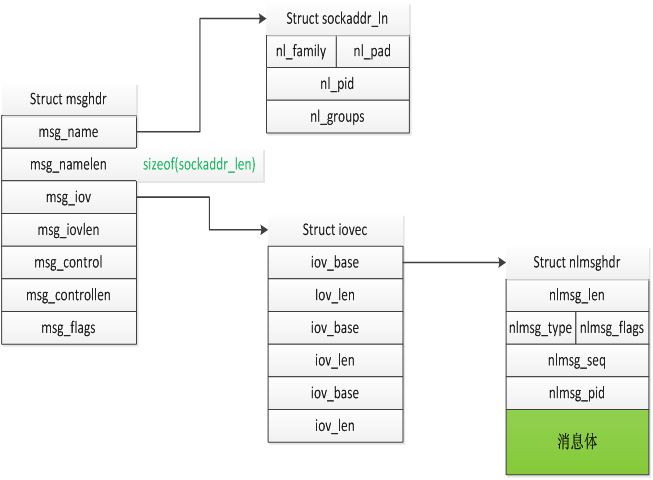 Struct sockaddr_ln
nl_family nl_pad
nl_pid
nl_groups
Struct msghdr
msg_name
msg_namelen sizeof(sockaddr_len)
msg_iov
msg_iovlen
msg_control
msg_controllen
msg_flags
Struct iovec
iov_base
Iov_len
iov_base
iov_len
iov_base
iov_len
Struct nlmsghdr
nlmsg_len
nlmsg_type nlmsg_flags
nlmsg_seq
nlmsg_pid
消息体